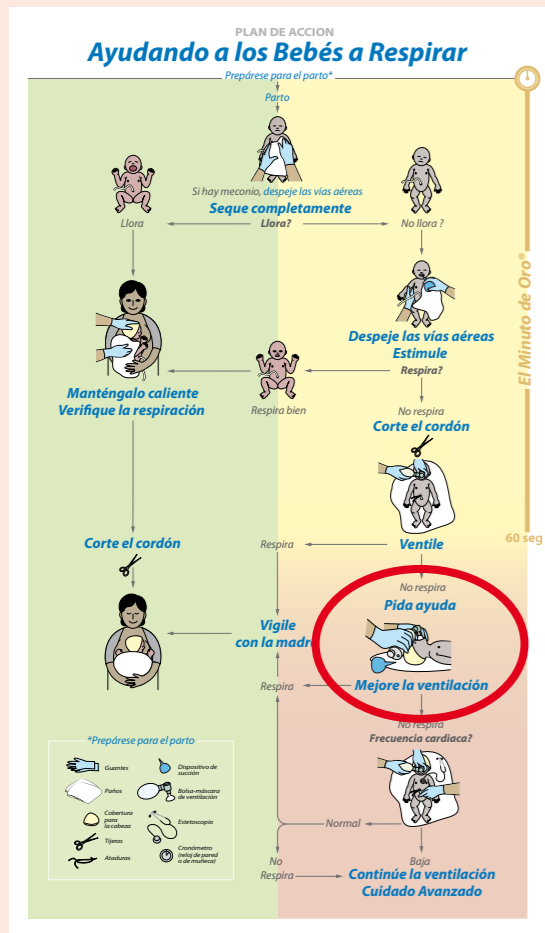 PLAN DE ACCION
Ayudando a los Bebés a Respirar
Prepárese para el parto*
Parto
Si hay meconio, despeje las vías aéreas
Seque completamente
Llora
Llora?
No llora ?
Despeje las vías aéreas
Estimule
Respira?
El Minuto de Oro®
Manténgalo caliente
Verifique la respiración
Respira bien
No respira
Corte el cordón
60 seg
Corte el cordón
Respira
Ventile
No respira
Pida ayuda
Vigile
con la madre
Respira
Mejore la ventilación
No respira
Frecuencia cardiaca?
Normal
Baja
No
Respira
Continúe la ventilación
Cuidado Avanzado
*Prepárese para el parto
Guantes
Paños
Cobertura
para
la cabeza
Tijeras
Ataduras
Dispositivo de
succión
Bolsa-máscara
de ventilación
Estetoscopio
Cronómetro
(reloj de pared
o de muñeca)